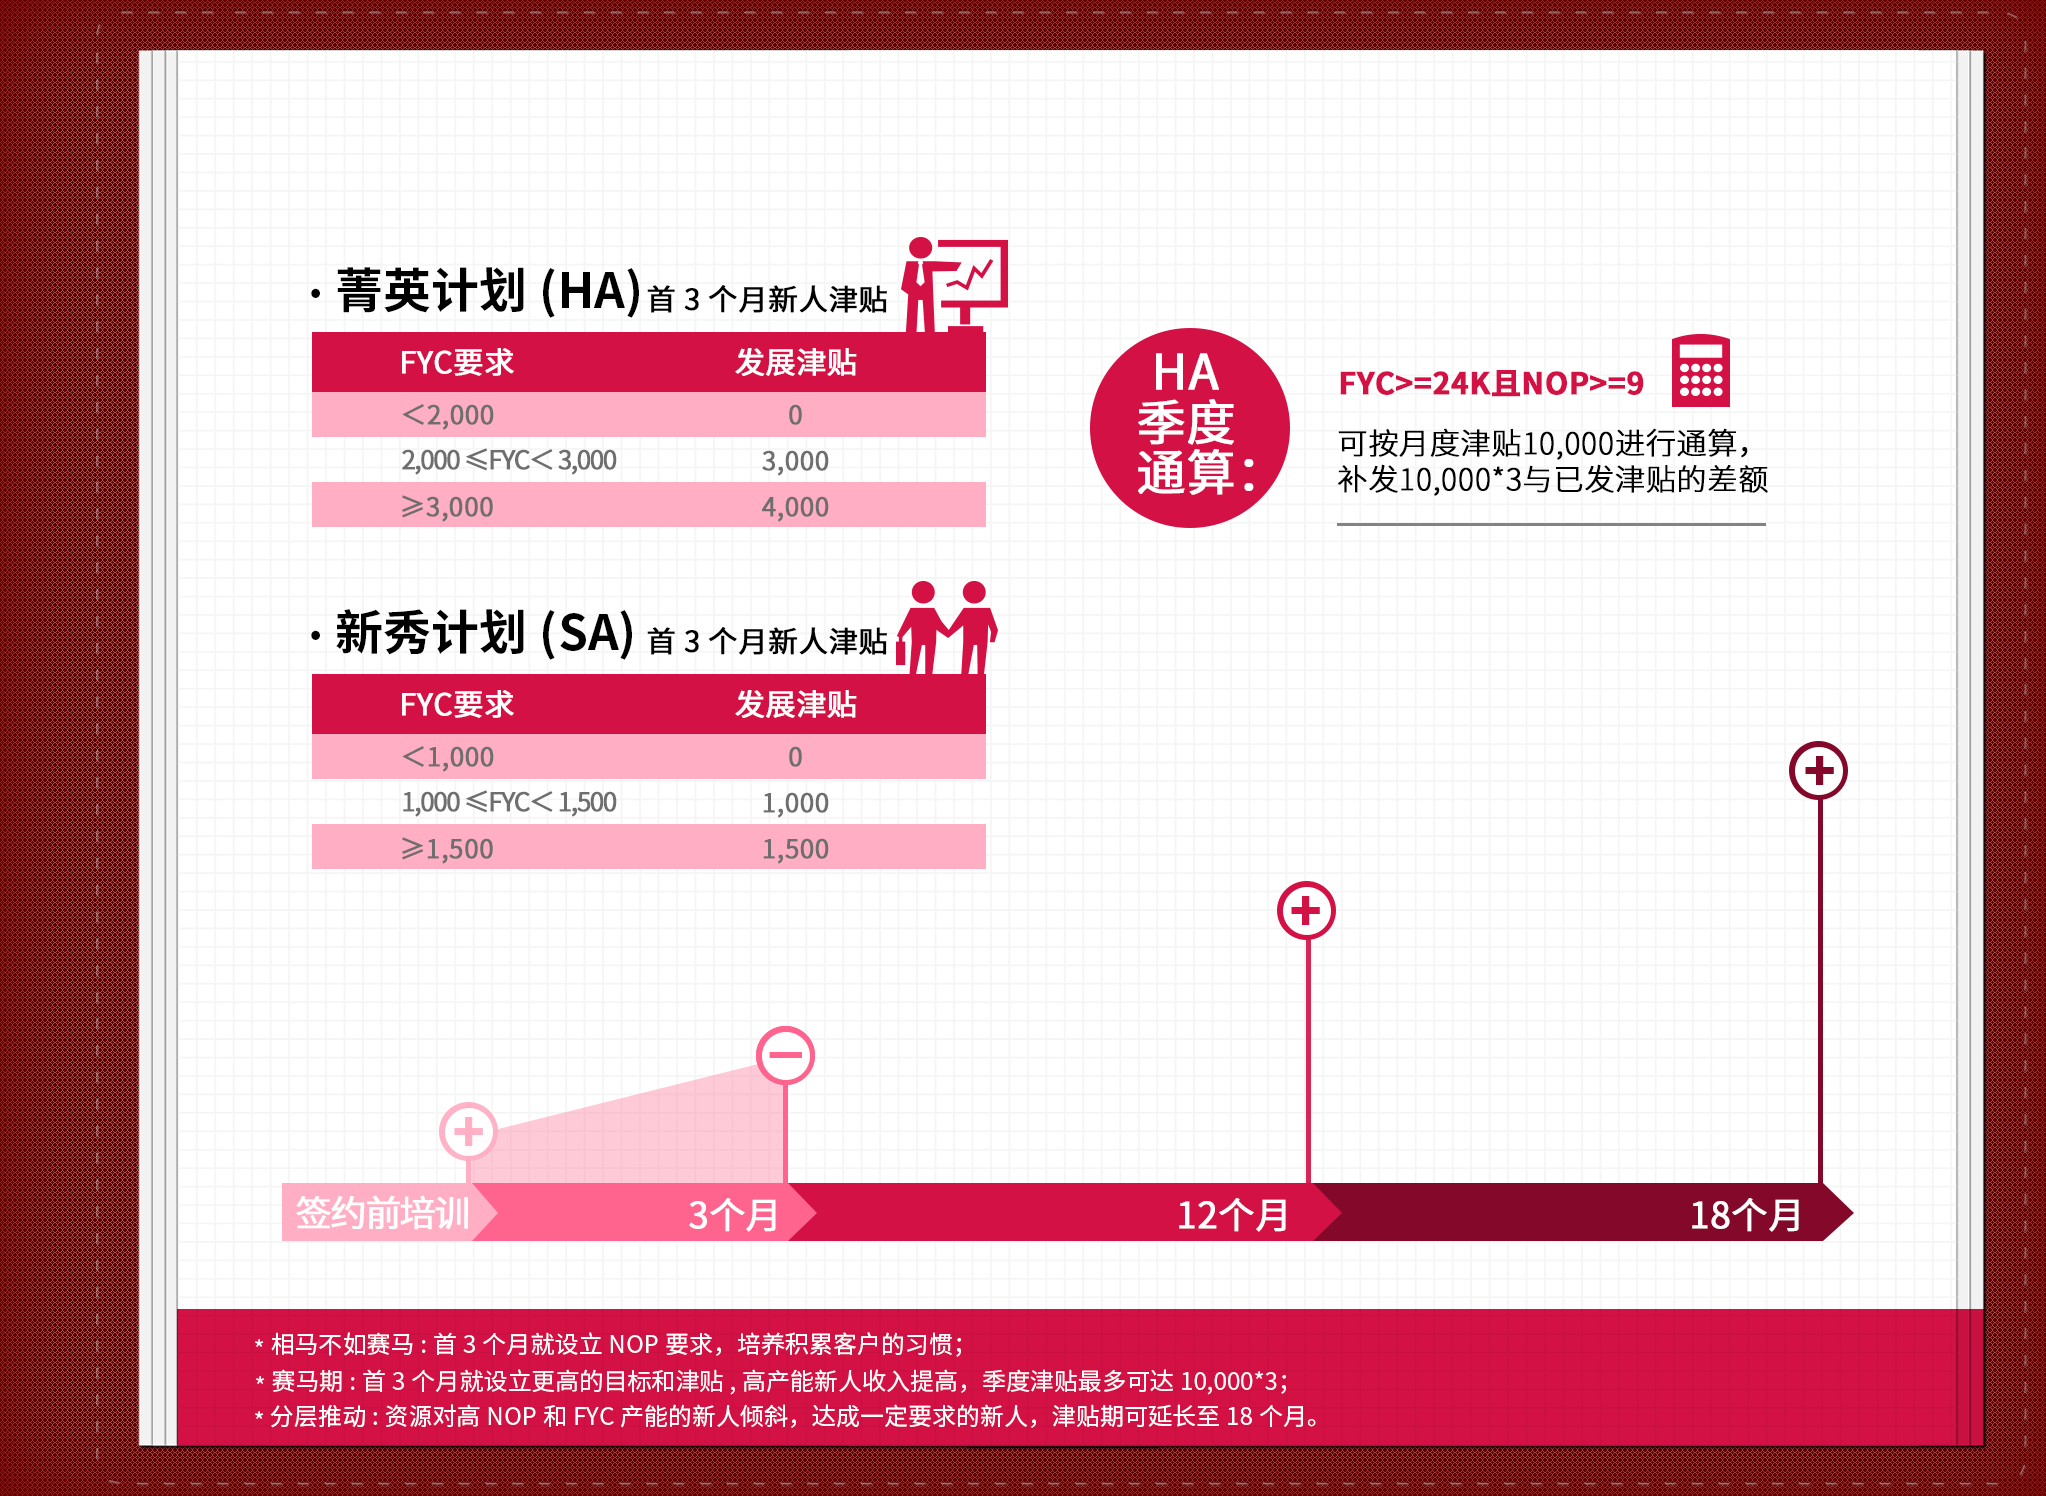 · 菁英计划 (HA) 首 3 个月新人津贴
FYC要求 发展津贴
＜2,000 0
2,000 ≤FYC＜ 3,000 3,000
≥3,000 4,000
HA
季度
通算：
FYC>=24K且NOP>=9
可按月度津贴10,000进行通算，
补发10,000*3与已发津贴的差额
· 新秀计划 (SA) 首 3 个月新人津贴
FYC要求 发展津贴
＜1,000 0
1,000 ≤FYC＜ 1,500 1,000
≥1,500 1,500
签约前培训 3个月 12个月 18个月
* 相马不如赛马 : 首 3 个月就设立 NOP 要求，培养积累客户的习惯；
* 赛马期 : 首 3 个月就设立更高的目标和津贴 , 高产能新人收入提高，季度津贴最多可达 10,000*3；
* 分层推动 : 资源对高 NOP 和 FYC 产能的新人倾斜，达成一定要求的新人，津贴期可延长至 18 个月。